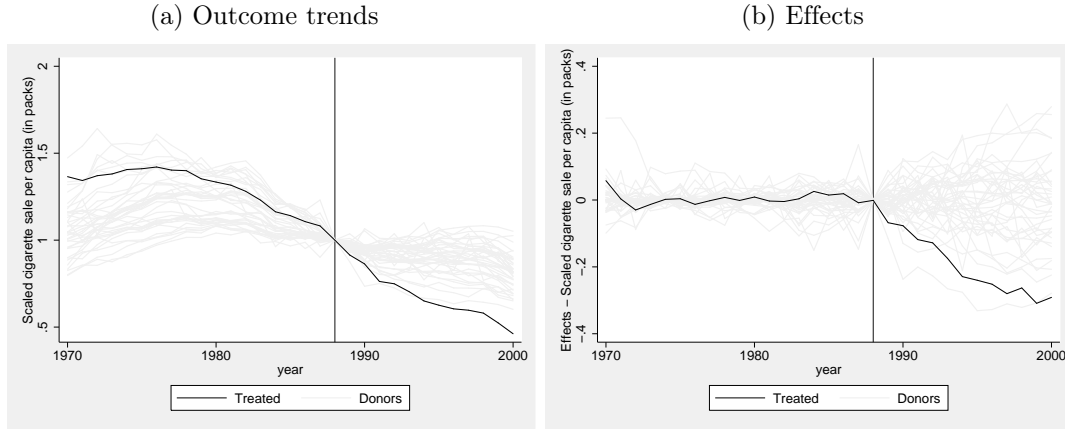 (a) Outcome trends
Scaled cigarette sale per capita (in packs)
2
1.5
1
.5
1970 1980 1990 2000
year
Treated Donors
(b) Effects
Effects − Scaled cigarette sale per capita (in packs)
.4
.2
0
−.2
−.4
1970 1980 1990 2000
year
Treated Donors